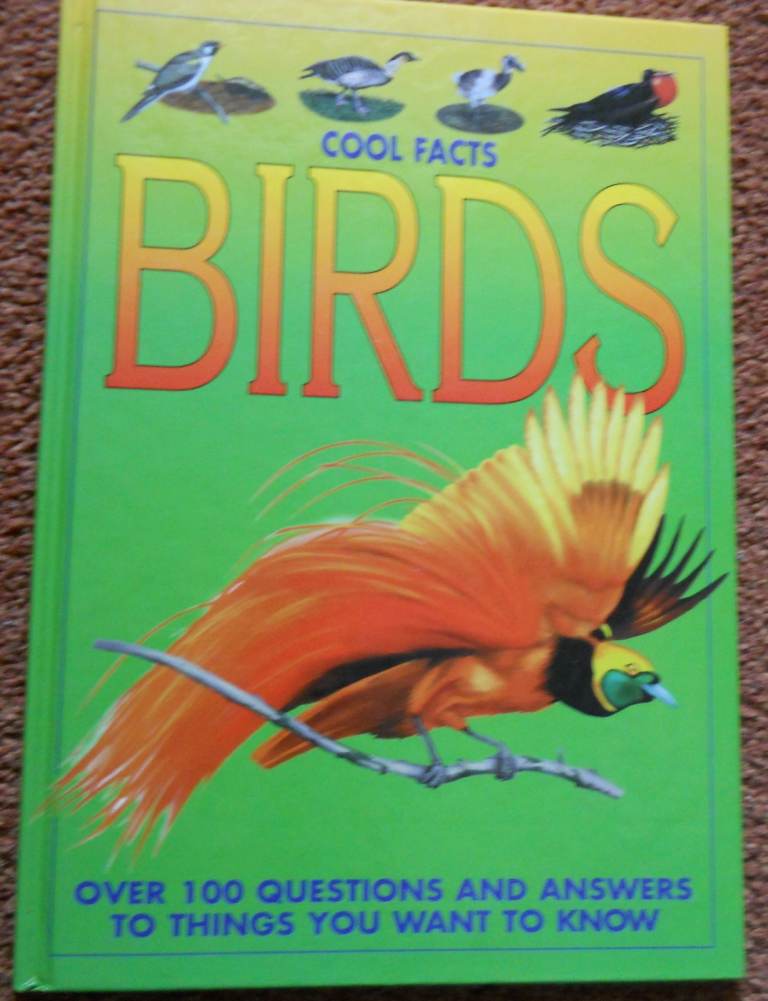 COOL FACTS
BIRDS
OVER 100 QUESTIONS AND ANSWERS
TO THINGS YOU WANT TO KNOW